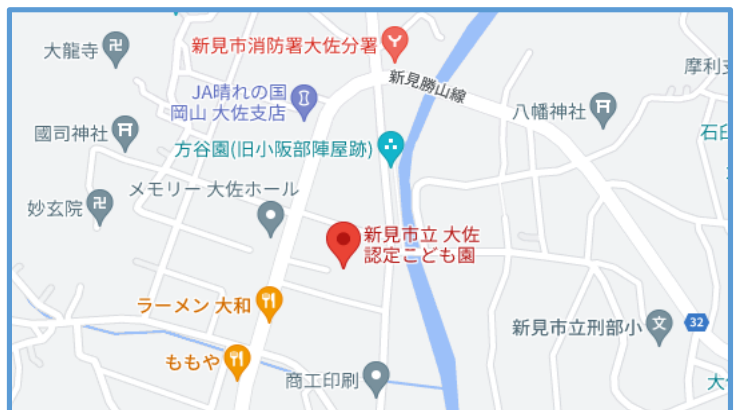 新見市消防署大佐分署
大龍寺
摩利支
新見勝山線
JA晴れの国
岡山 大佐支店
八幡神社
國司神社
石臼
方谷園(旧小阪部陣屋跡)
メモリー 大佐ホール
妙玄院
新見市立 大佐
認定こども園
ラーメン 大和
新見市立刑部小
文
32
ももや
商工印刷
大佐